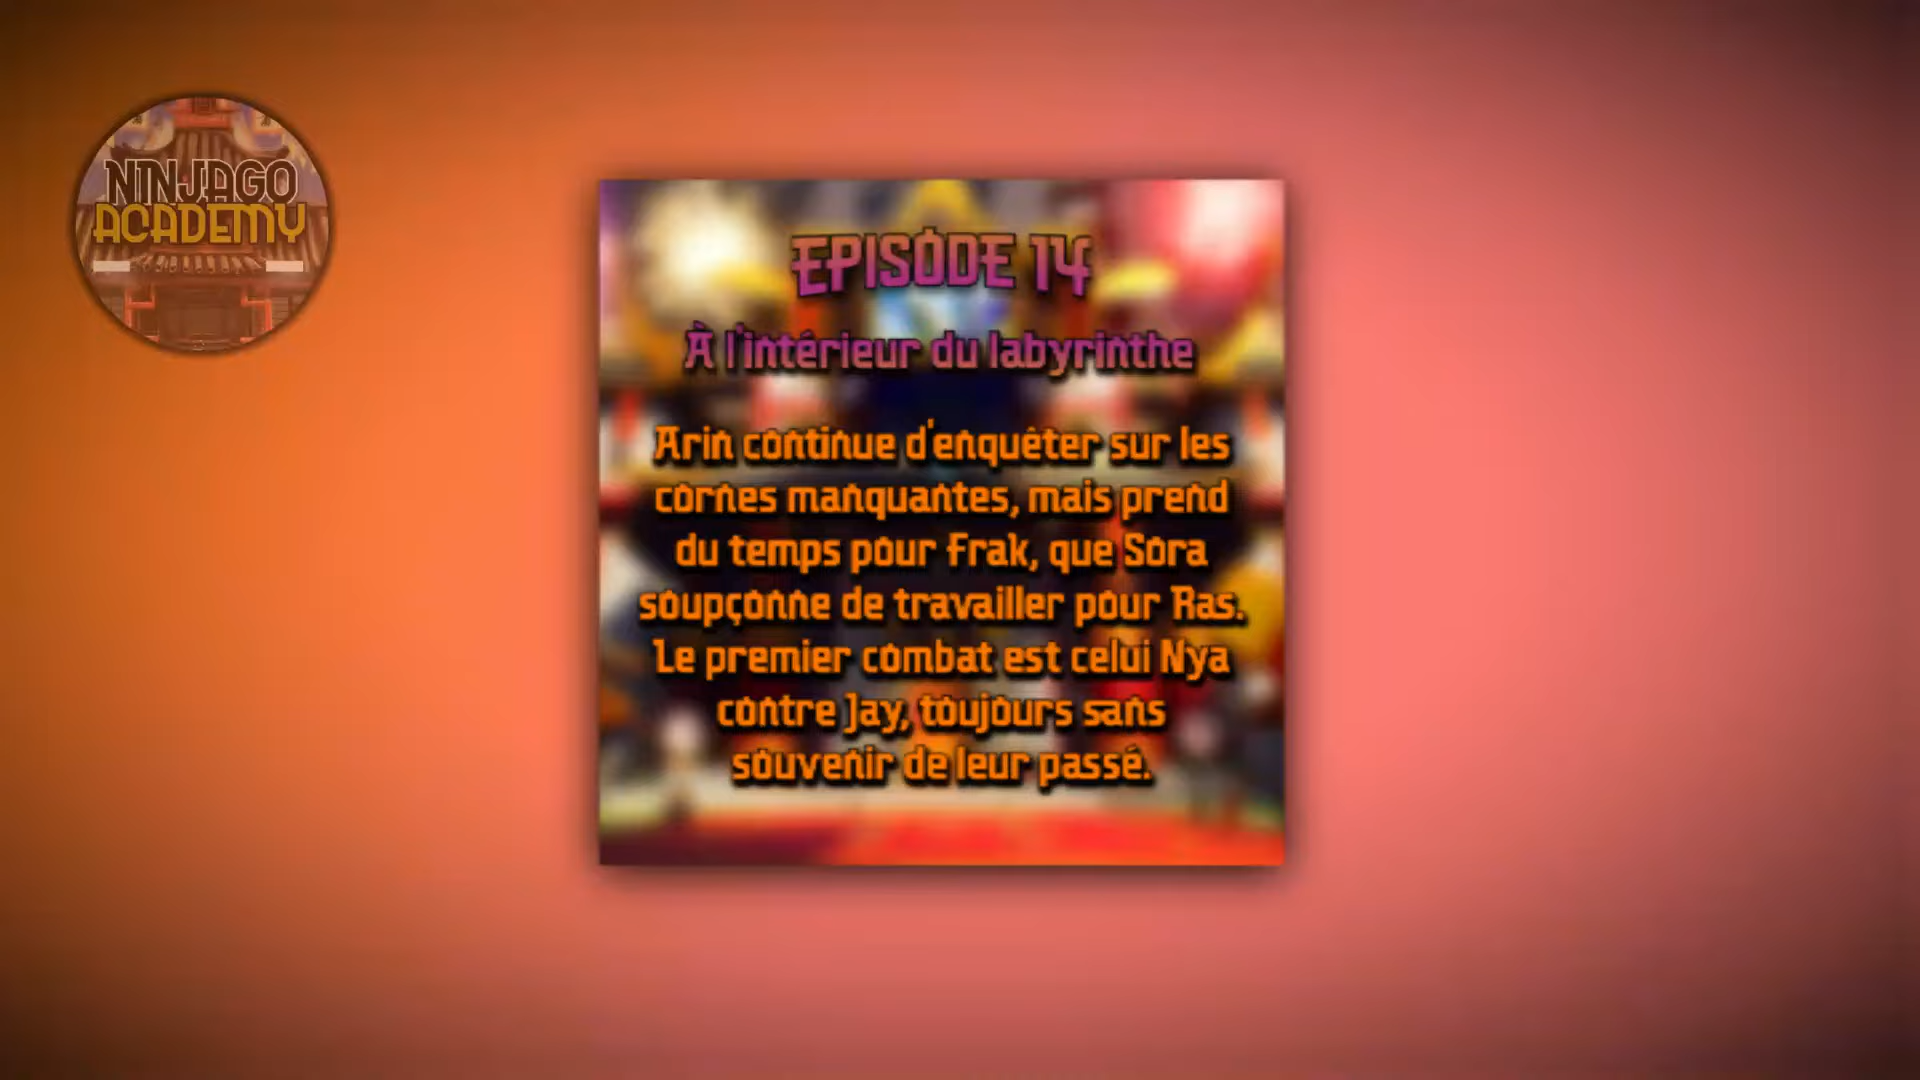 NINJAGO
ACADEMY
EPISODE 14
À l'intérieur du labyrinthe
Arin continue d'enquêter sur les
cornes manquantes, mais prend
du temps pour Frak, que Sora
soupçonne de travailler pour Ras.
Le premier combat est celui Nya
contre Jay, toujours sans
souvenir de leur passé.